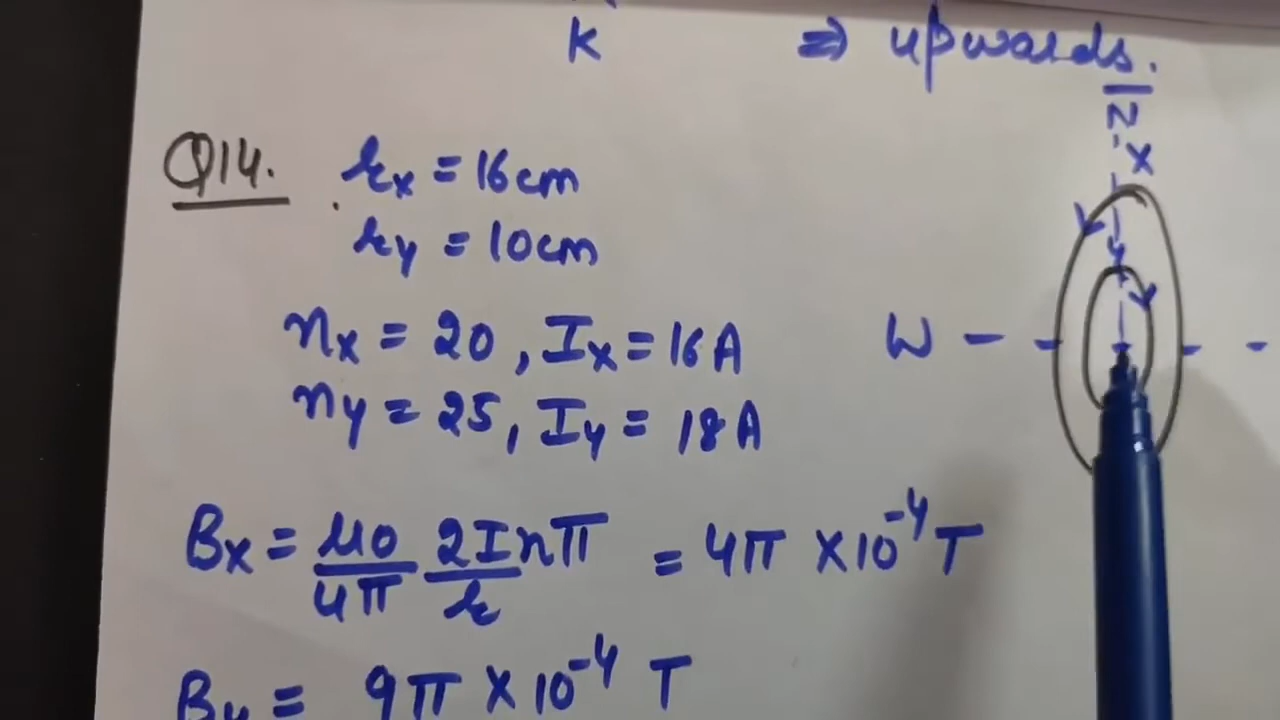 k ⇒ upwards.
Q14. rx = 16cm
ry = 10cm
nx = 20, Ix = 16A
ny = 25, Iy = 18A
Bx = μ0/4π 2Inπ/r = 4π × 10⁻⁴ T
By = 9π × 10⁻⁴ T
N
X
Y
W